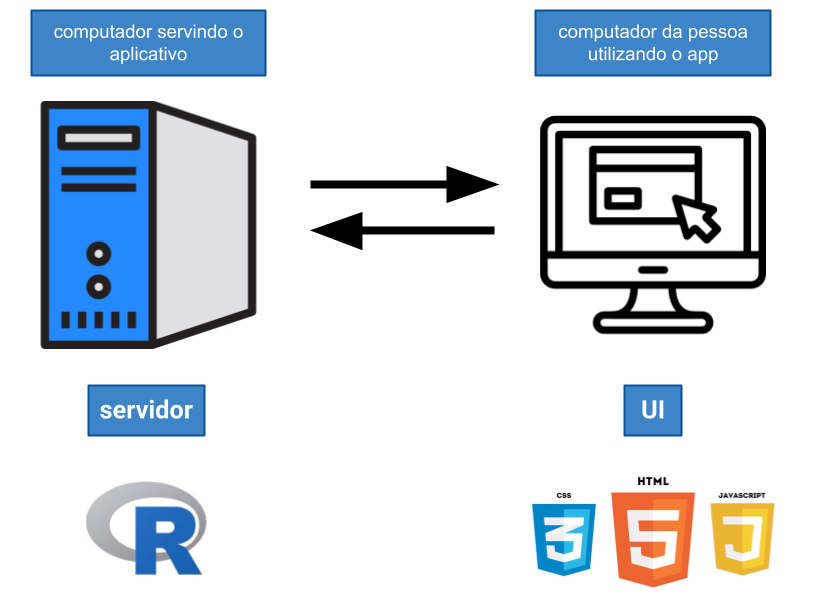 computador servindo o
aplicativo
computador da pessoa
utilizando o app
servidor
UI
R
CSS
HTML
JAVASCRIPT
3
5
J